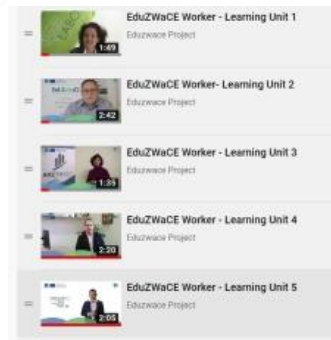 EduZWaCE Worker - Learning Unit 1
Eduzwace Project
1:49
EduZWaCE Worker- Learning Unit 2
Eduzwace Project
2:42
EduZWaCE Worker - Learning Unit 3
Eduzwace Project
1:35
EduZWaCE Worker - Learning Unit 4
Eduzwace Project
2:20
EduZWaCE Worker - Learning Unit 5
Eduzwace Project
2:05